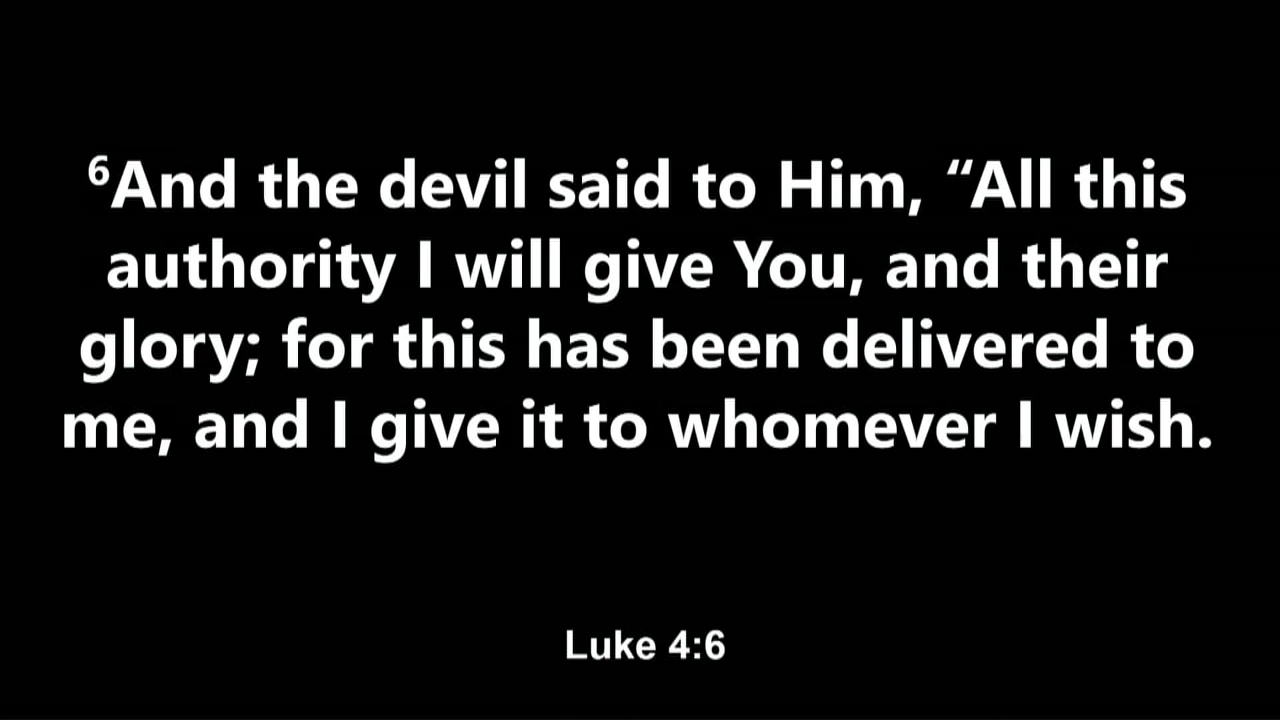 ⁶And the devil said to Him, “All this
authority I will give You, and their
glory; for this has been delivered to
me, and I give it to whomever I wish.
Luke 4:6